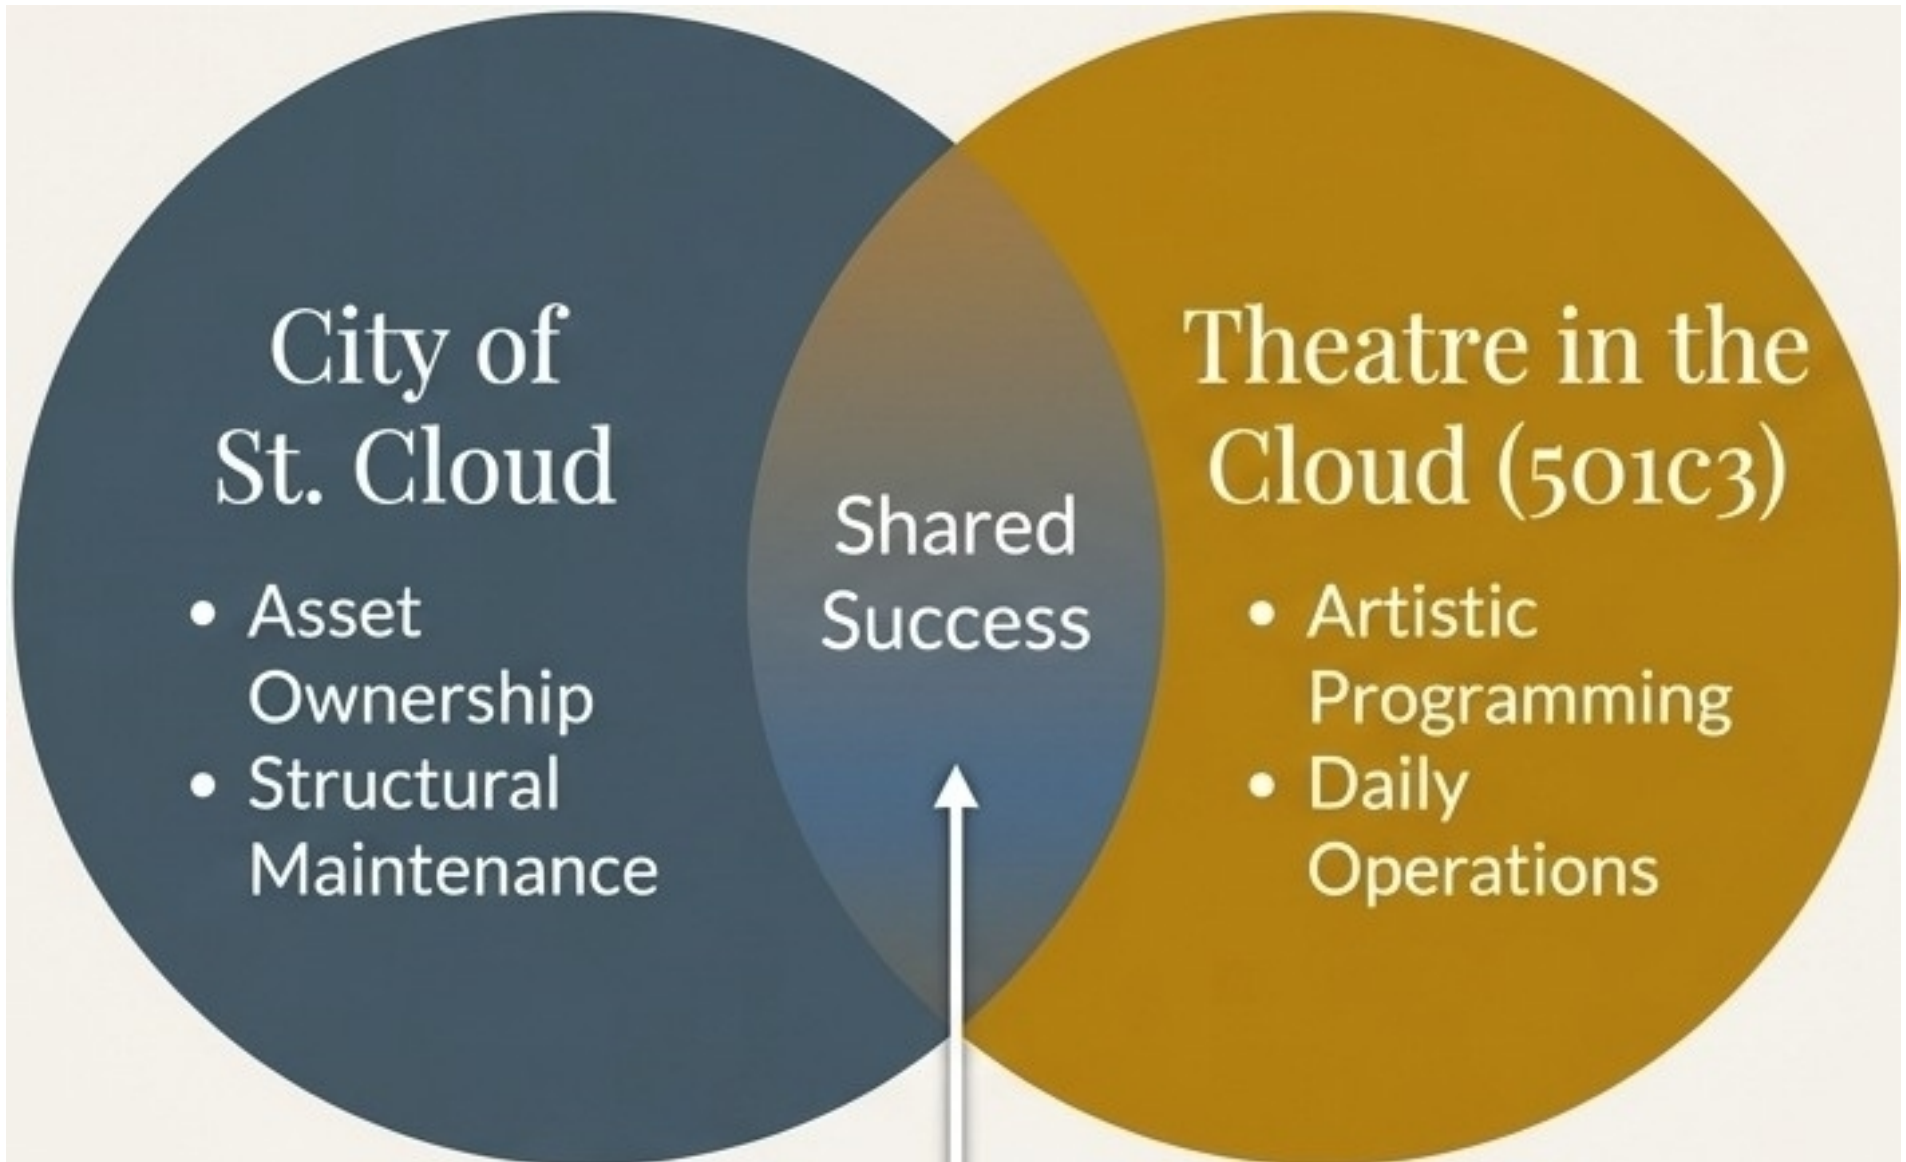 City of
St. Cloud
• Asset
Ownership
• Structural
Maintenance
Shared
Success
Theatre in the
Cloud (501c3)
• Artistic
Programming
• Daily
Operations